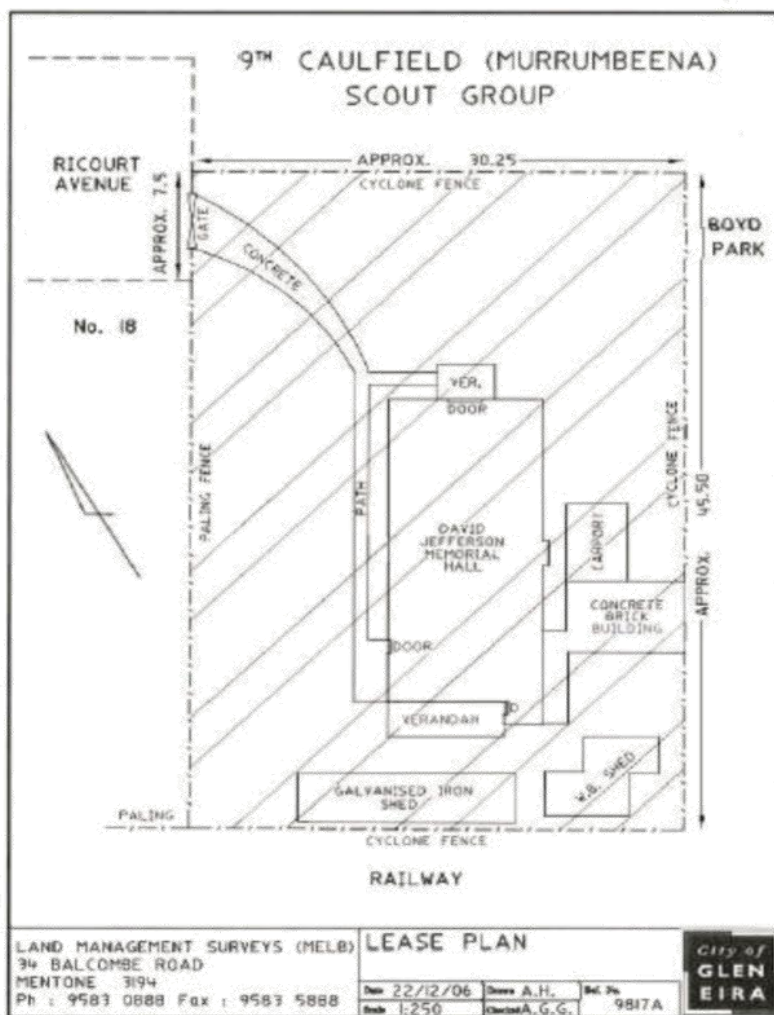 9TH CAULFIELD (MURRUMBEENA)
SCOUT GROUP
RICOURT
AVENUE
APPROX. 30.25
CYCLONE FENCE
APPROX. 7.5
GATE
CONCRETE
BOYD
PARK
No. 18
VER.
DOOR
PALING FENCE
PATH
DAVID
JEFFERSON
MEMORIAL
HALL
CARPORT
CYCLONE FENCE
APPROX. 45.50
CONCRETE
BRICK
BUILDING
DOOR
VERANDAH
D
GALVANISED IRON
SHED
W.B. SHED
PALING
CYCLONE FENCE
RAILWAY
LAND MANAGEMENT SURVEYS (MELB)
34 BALCOMBE ROAD
MENTONE 3194
Ph : 9583 0888 Fax : 9583 5888
LEASE PLAN
Date 22/12/06 Drawn A.H. Ref. No.
Scale 1:250 Checked A.G.G. 9817A
City of
GLEN
EIRA